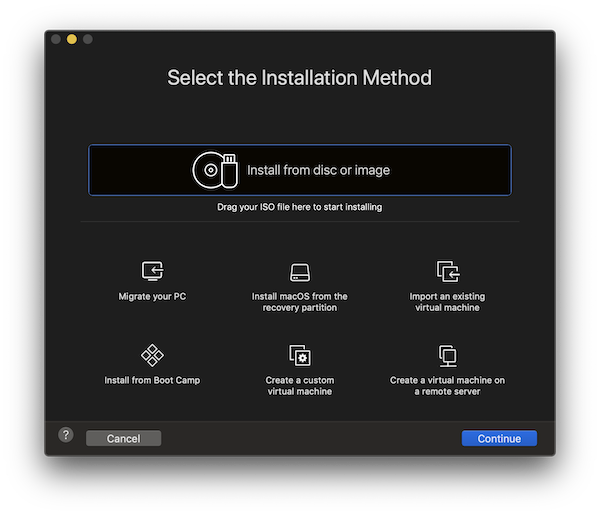 Select the Installation Method
Install from disc or image
Drag your ISO file here to start installing
Migrate your PC
Install macOS from the
recovery partition
Import an existing
virtual machine
Install from Boot Camp
Create a custom
virtual machine
Create a virtual machine on
a remote server
?
Cancel
Continue